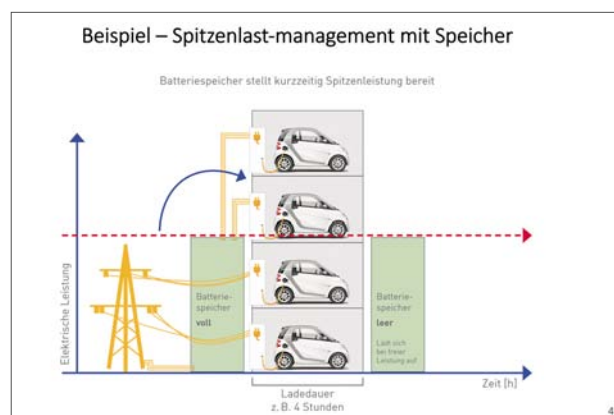 Beispiel – Spitzenlast-management mit Speicher
Batteriespeicher stellt kurzzeitig Spitzenleistung bereit
Elektrische Leistung
Batterie-
speicher
voll
Batterie-
speicher
leer
Lädt sich
bei freier
Leistung auf
Zeit [h]
Ladedauer
z. B. 4 Stunden
4